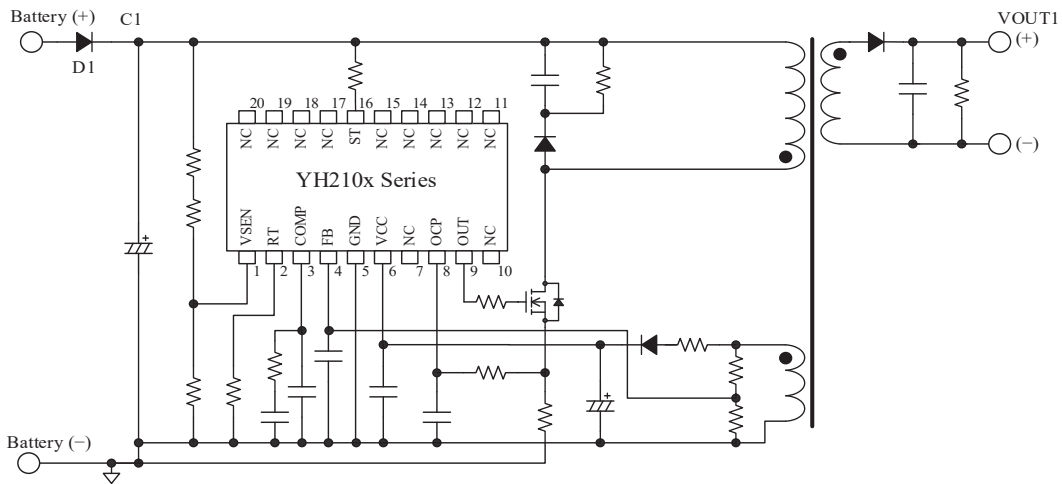 Battery (+)
C1
VOUT1
(+)
D1
20 19 18 17 16 15 14 13 12 11
NC NC NC NC ST NC NC NC NC NC
YH210x Series
VSEN RT COMP FB GND VCC NC OCP OUT NC
1 2 3 4 5 6 7 8 9 10
(−)
+
+
Battery (−)